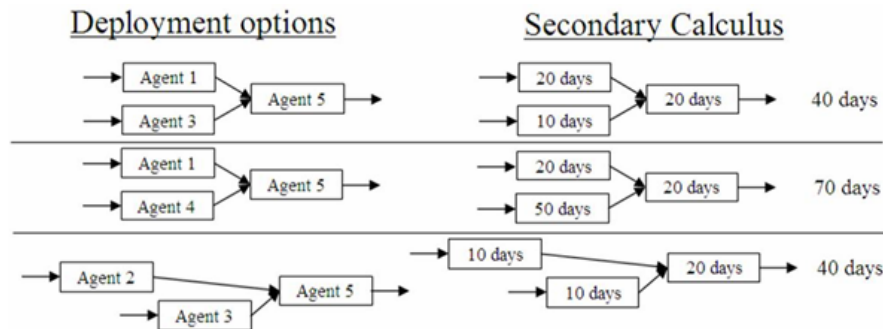 Deployment options
Secondary Calculus
Agent 1
Agent 3
Agent 5
20 days
10 days
20 days
40 days
Agent 1
Agent 4
Agent 5
20 days
50 days
20 days
70 days
Agent 2
Agent 3
Agent 5
10 days
10 days
20 days
40 days